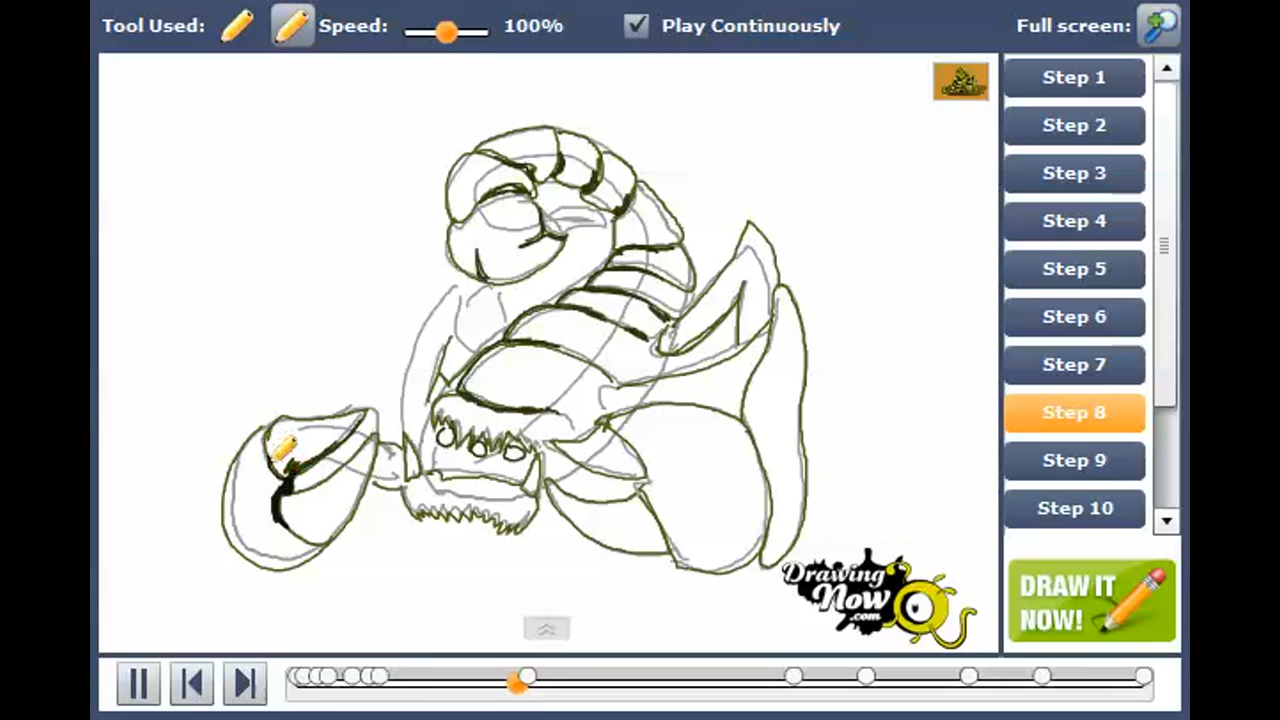 Tool Used:
Speed:
100%
Play Continuously
Full screen:
Step 1
Step 2
Step 3
Step 4
Step 5
Step 6
Step 7
Step 8
Step 9
Step 10
Drawing
Now
.com
DRAW IT
NOW!